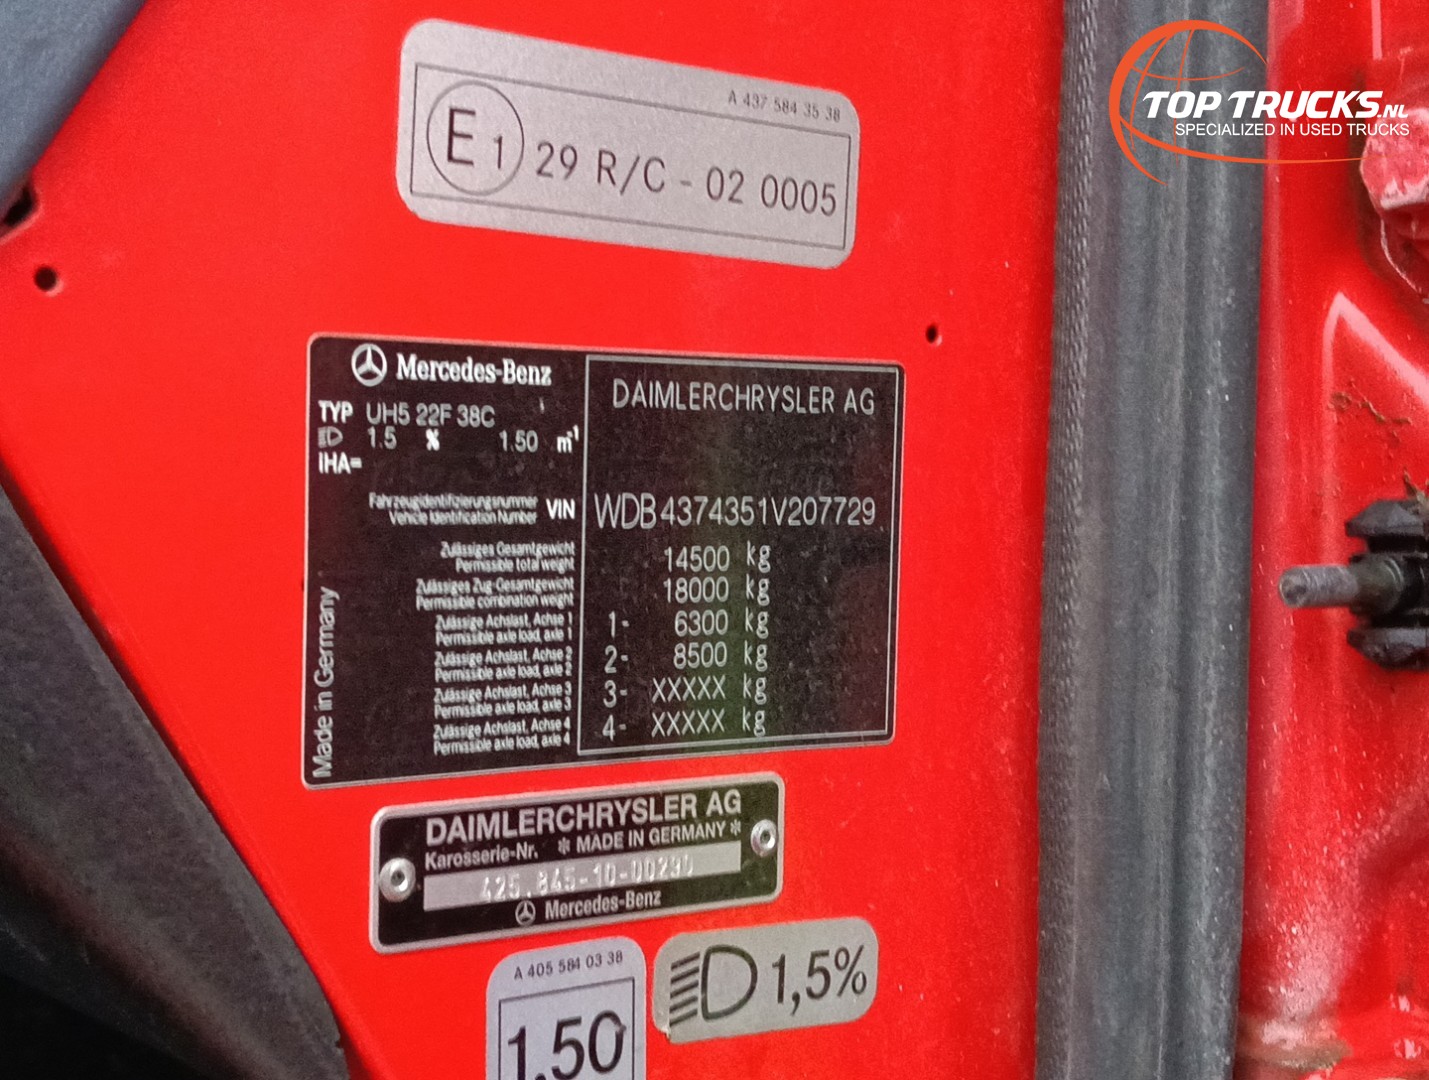 TOP TRUCKS.NL
SPECIALIZED IN USED TRUCKS
A 437 584 35 38
E1 29 R/C - 02 0005
Mercedes-Benz
DAIMLERCHRYSLER AG
TYP UH5 22F 38C
1.5 % 1.50 m-1
IHA=
Fahrzeugidentifizierungsnummer
Vehicle Identification Number VIN WDB4374351V207729
Zulässiges Gesamtgewicht
Permissible total weight 14500 kg
Zulässiges Zug-Gesamtgewicht
Permissible combination weight 18000 kg
Zulässige Achslast, Achse 1
Permissible axle load, axle 1 1- 6300 kg
Zulässige Achslast, Achse 2
Permissible axle load, axle 2 2- 8500 kg
Zulässige Achslast, Achse 3
Permissible axle load, axle 3 3- XXXXX kg
Zulässige Achslast, Achse 4
Permissible axle load, axle 4 4- XXXXX kg
Made in Germany
DAIMLERCHRYSLER AG
Karosserie-Nr. * MADE IN GERMANY *
425.845-10-00290
Mercedes-Benz
A 405 584 03 38
1,50
1,5%